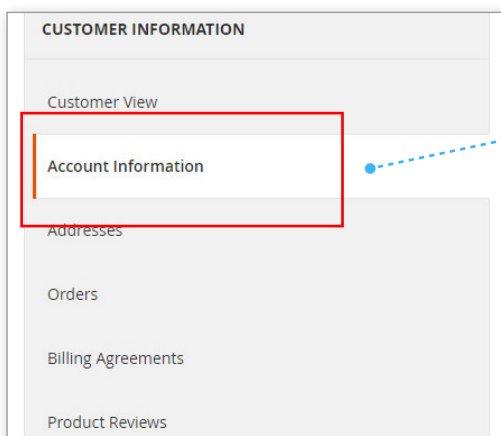 CUSTOMER INFORMATION
Customer View
Account Information
Addresses
Orders
Billing Agreements
Product Reviews